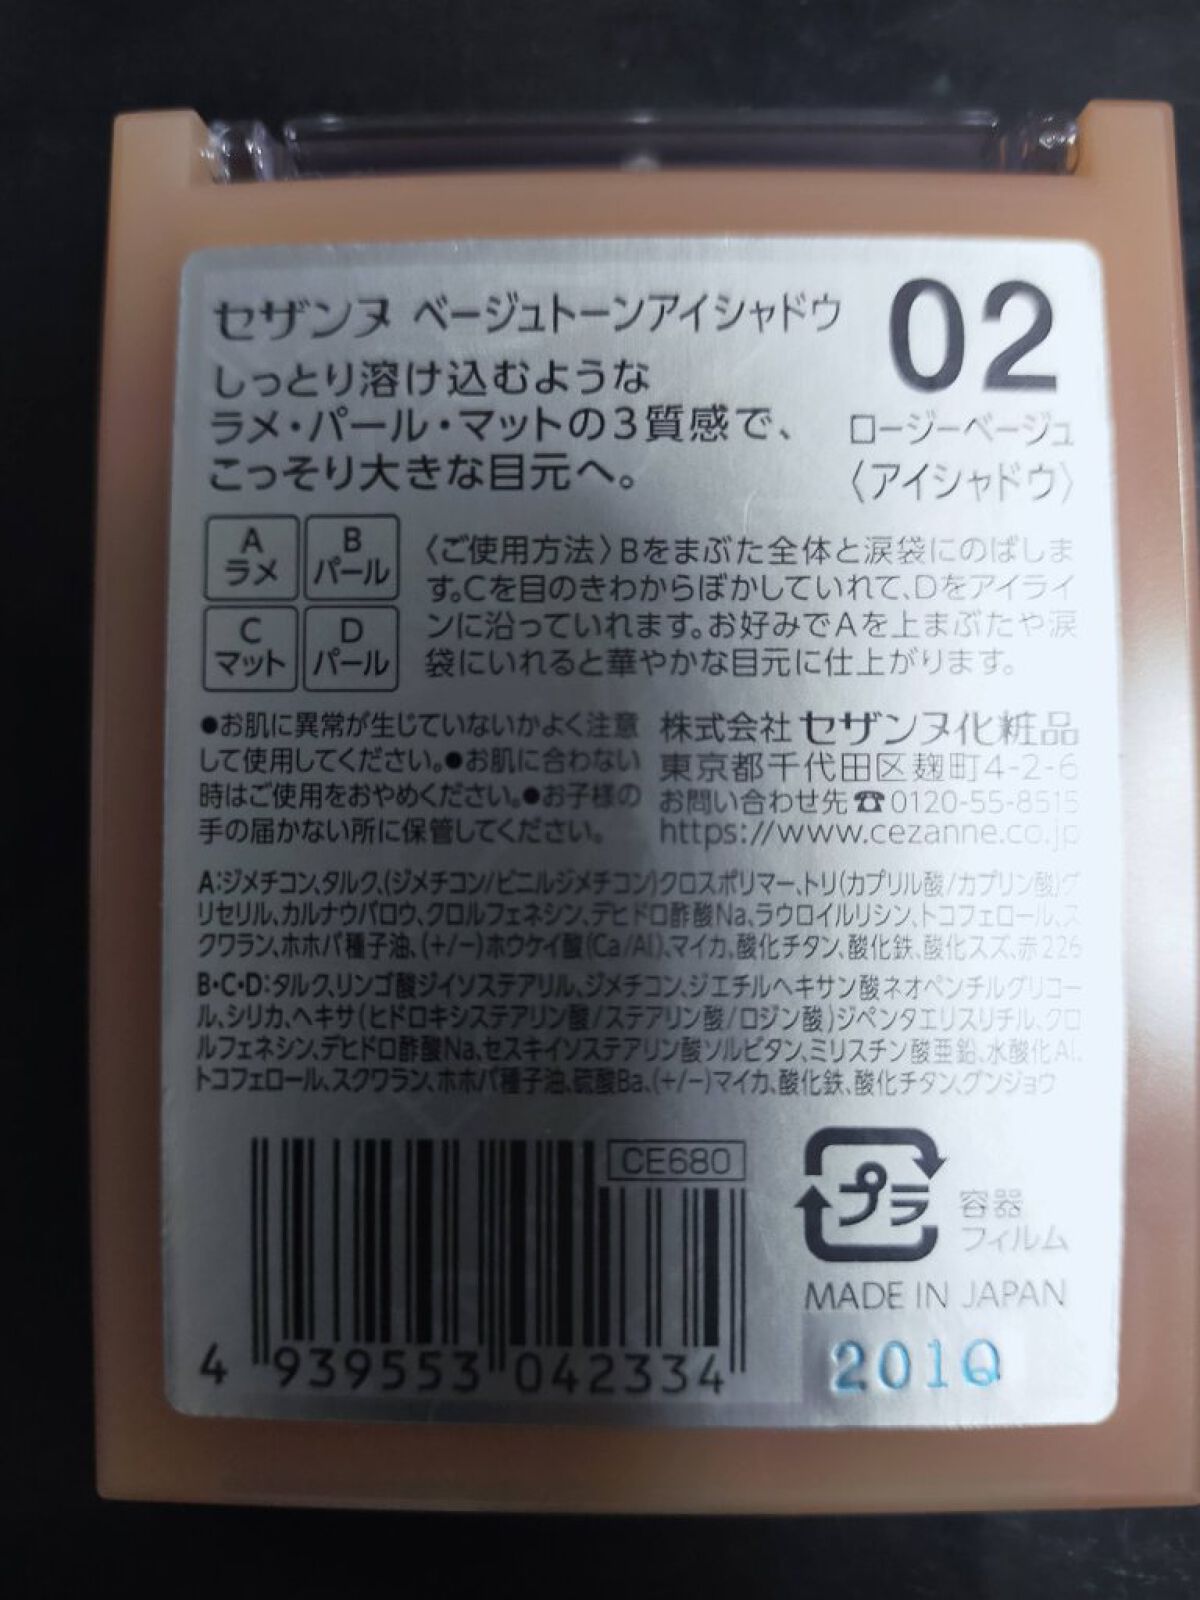 セザンヌ ベージュトーンアイシャドウ
02
しっとり溶け込むような
ラメ・パール・マットの3質感で、
こっそり大きな目元へ。
ロージーベージュ
〈アイシャドウ〉
A
ラメ
B
パール
C
マット
D
パール
〈ご使用方法〉Bをまぶた全体と涙袋にのばしま
す。Cを目のきわからぼかしていれて、Dをアイライ
ンに沿っていれます。お好みでAを上まぶたや涙
袋にいれると華やかな目元に仕上がります。
●お肌に異常が生じていないかよく注意
して使用してください。●お肌に合わない
時はご使用をおやめください。●お子様の
手の届かない所に保管してください。
株式会社 セザンヌ化粧品
東京都千代田区麹町4-2-6
お問い合わせ先☎0120-55-8515
https://www.cezanne.co.jp
A:ジメチコン、タルク、(ジメチコン/ビニルジメチコン)クロスポリマー、トリ(カプリル酸/カプリン酸)グ
リセリル、カルナウバロウ、クロルフェネシン、デヒドロ酢酸Na、ラウロイルリシン、トコフェロール、ス
クワラン、ホホバ種子油、(+/−)ホウケイ酸(Ca/Al)、マイカ、酸化チタン、酸化鉄、酸化スズ、赤226
B・C・D:タルク、リンゴ酸ジイソステアリル、ジメチコン、ジエチルヘキサン酸ネオペンチルグリコー
ル、シリカ、ヘキサ(ヒドロキシステアリン酸/ステアリン酸/ロジン酸)ジペンタエリスリチル、クロ
ルフェネシン、デヒドロ酢酸Na、セスキイソステアリン酸ソルビタン、ミリスチン酸亜鉛、水酸化Al、
トコフェロール、スクワラン、ホホバ種子油、硫酸Ba、(+/−)マイカ、酸化鉄、酸化チタン、グンジョウ
CE680
プラ
容器
フィルム
MADE IN JAPAN
4 939553 042334
201Q